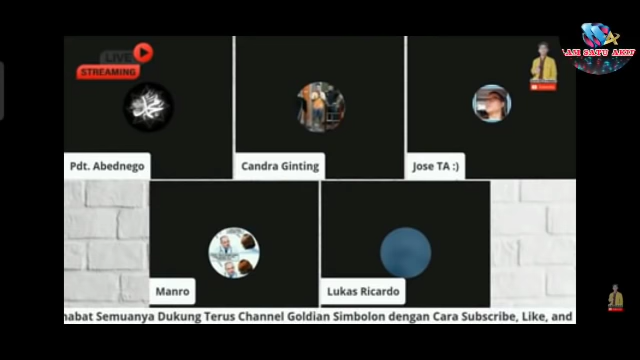 LIVE
STREAMING
Pdt. Abednego
Candra Ginting
Jose TA :)
Manro
Lukas Ricardo
Semuanya Dukung Terus Channel Goldian Simbolon dengan Cara Subscribe, Like, and